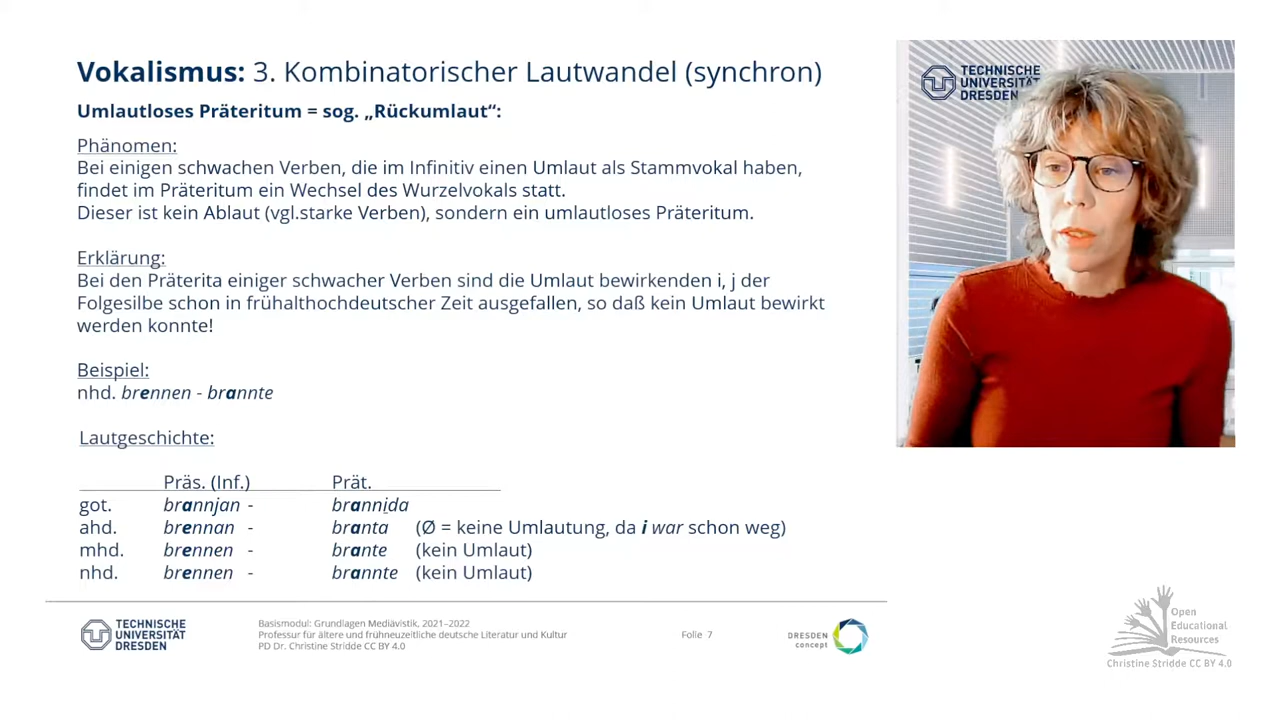 Vokalismus: 3. Kombinatorischer Lautwandel (synchron)
Umlautloses Präteritum = sog. „Rückumlaut“:
Phänomen:
Bei einigen schwachen Verben, die im Infinitiv einen Umlaut als Stammvokal haben,
findet im Präteritum ein Wechsel des Wurzelvokals statt.
Dieser ist kein Ablaut (vgl.starke Verben), sondern ein umlautloses Präteritum.
Erklärung:
Bei den Präterita einiger schwacher Verben sind die Umlaut bewirkenden i, j der
Folgesilbe schon in frühalthochdeutscher Zeit ausgefallen, so daß kein Umlaut bewirkt
werden konnte!
Beispiel:
nhd. brennen - brannte
Lautgeschichte:
Präs. (Inf.) Prät.
got. brannjan - brannida
ahd. brennan - branta (Ø = keine Umlautung, da i war schon weg)
mhd. brennen - brante (kein Umlaut)
nhd. brennen - brannte (kein Umlaut)
TECHNISCHE
UNIVERSITÄT
DRESDEN
Basismodul: Grundlagen Mediävistik, 2021–2022
Professur für ältere und frühneuzeitliche deutsche Literatur und Kultur
PD Dr. Christine Stridde CC BY 4.0
Folie 7
DRESDEN
concept
TECHNISCHE
UNIVERSITÄT
DRESDEN
Open
Educational
Resources
Christine Stridde CC BY 4.0